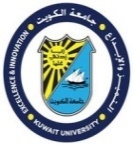 جامعة الكويت
التميز والإبداع
EXCELLENCE & INNOVATION
KUWAIT UNIVERSITY